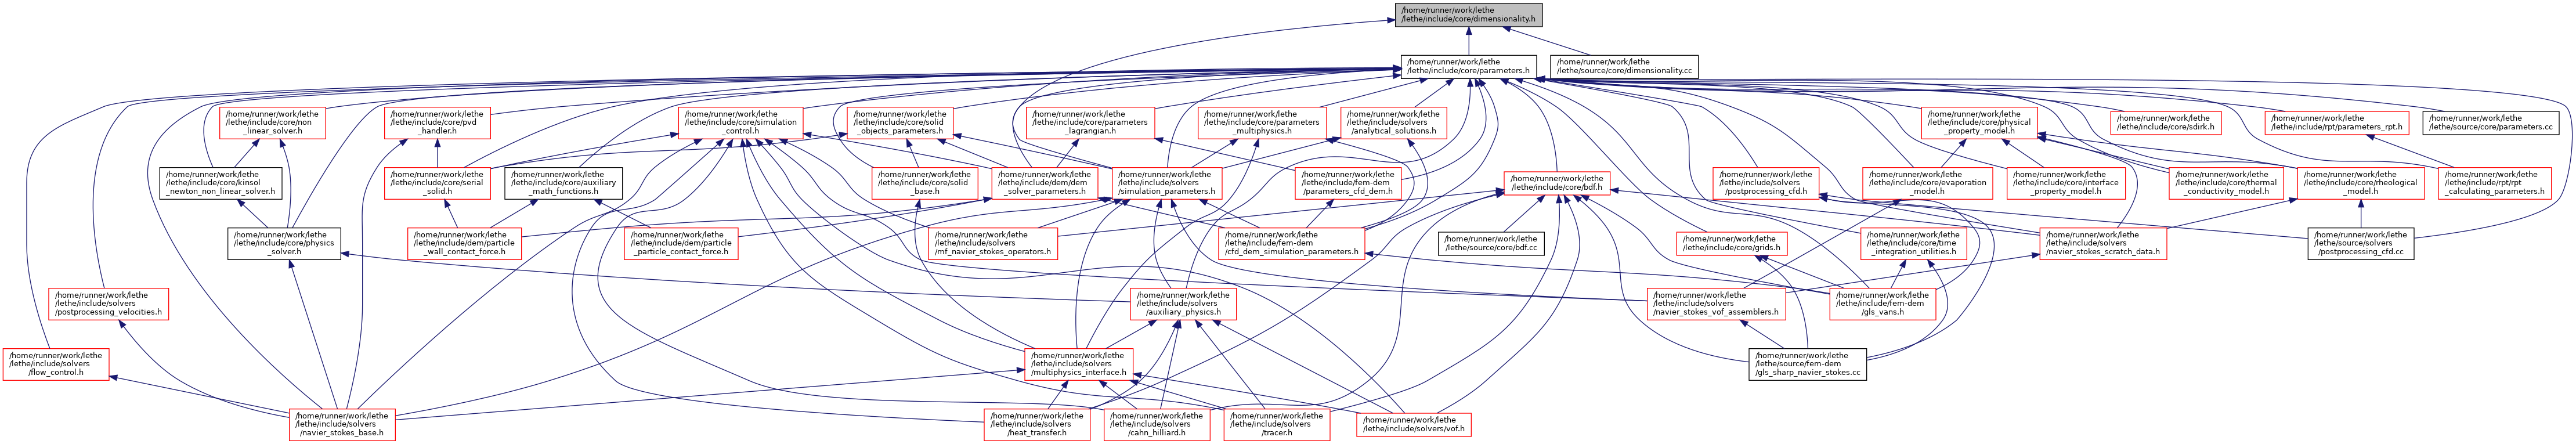 /home/runner/work/lethe
/lethe/include/core/dimensionality.h
/home/runner/work/lethe
/lethe/include/core/parameters.h
/home/runner/work/lethe
/lethe/source/core/dimensionality.cc
/home/runner/work/lethe
/lethe/include/core/non
_linear_solver.h
/home/runner/work/lethe
/lethe/include/core/pvd
_handler.h
/home/runner/work/lethe
/lethe/include/core/simulation
_control.h
/home/runner/work/lethe
/lethe/include/core/solid
_objects_parameters.h
/home/runner/work/lethe
/lethe/include/core/parameters
_lagrangian.h
/home/runner/work/lethe
/lethe/include/core/parameters
_multiphysics.h
/home/runner/work/lethe
/lethe/include/solvers
/analytical_solutions.h
/home/runner/work/lethe
/lethe/include/core/physical
_property_model.h
/home/runner/work/lethe
/lethe/include/core/sdirk.h
/home/runner/work/lethe
/lethe/include/rpt/parameters_rpt.h
/home/runner/work/lethe
/lethe/source/core/parameters.cc
/home/runner/work/lethe
/lethe/include/core/kinsol
_newton_non_linear_solver.h
/home/runner/work/lethe
/lethe/include/core/serial
_solid.h
/home/runner/work/lethe
/lethe/include/core/auxiliary
_math_functions.h
/home/runner/work/lethe
/lethe/include/core/solid
_base.h
/home/runner/work/lethe
/lethe/include/dem/dem
_solver_parameters.h
/home/runner/work/lethe
/lethe/include/solvers
/simulation_parameters.h
/home/runner/work/lethe
/lethe/include/fem-dem
/parameters_cfd_dem.h
/home/runner/work/lethe
/lethe/include/core/bdf.h
/home/runner/work/lethe
/lethe/include/solvers
/postprocessing_cfd.h
/home/runner/work/lethe
/lethe/include/core/evaporation
_model.h
/home/runner/work/lethe
/lethe/include/core/interface
_property_model.h
/home/runner/work/lethe
/lethe/include/core/thermal
_conductivity_model.h
/home/runner/work/lethe
/lethe/include/core/rheological
_model.h
/home/runner/work/lethe
/lethe/include/rpt/rpt
_calculating_parameters.h
/home/runner/work/lethe
/lethe/include/core/physics
_solver.h
/home/runner/work/lethe
/lethe/include/dem/particle
_wall_contact_force.h
/home/runner/work/lethe
/lethe/include/dem/particle
_particle_contact_force.h
/home/runner/work/lethe
/lethe/include/solvers
/mf_navier_stokes_operators.h
/home/runner/work/lethe
/lethe/include/fem-dem
/cfd_dem_simulation_parameters.h
/home/runner/work/lethe
/lethe/source/core/bdf.cc
/home/runner/work/lethe
/lethe/include/core/grids.h
/home/runner/work/lethe
/lethe/include/core/time
_integration_utilities.h
/home/runner/work/lethe
/lethe/include/solvers
/navier_stokes_scratch_data.h
/home/runner/work/lethe
/lethe/source/solvers
/postprocessing_cfd.cc
/home/runner/work/lethe
/lethe/include/solvers
/postprocessing_velocities.h
/home/runner/work/lethe
/lethe/include/solvers
/auxiliary_physics.h
/home/runner/work/lethe
/lethe/include/solvers
/navier_stokes_vof_assemblers.h
/home/runner/work/lethe
/lethe/include/fem-dem
/gls_vans.h
/home/runner/work/lethe
/lethe/include/solvers
/flow_control.h
/home/runner/work/lethe
/lethe/include/solvers
/multiphysics_interface.h
/home/runner/work/lethe
/lethe/source/fem-dem
/gls_sharp_navier_stokes.cc
/home/runner/work/lethe
/lethe/include/solvers
/navier_stokes_base.h
/home/runner/work/lethe
/lethe/include/solvers
/heat_transfer.h
/home/runner/work/lethe
/lethe/include/solvers
/cahn_hilliard.h
/home/runner/work/lethe
/lethe/include/solvers
/tracer.h
/home/runner/work/lethe
/lethe/include/solvers/vof.h